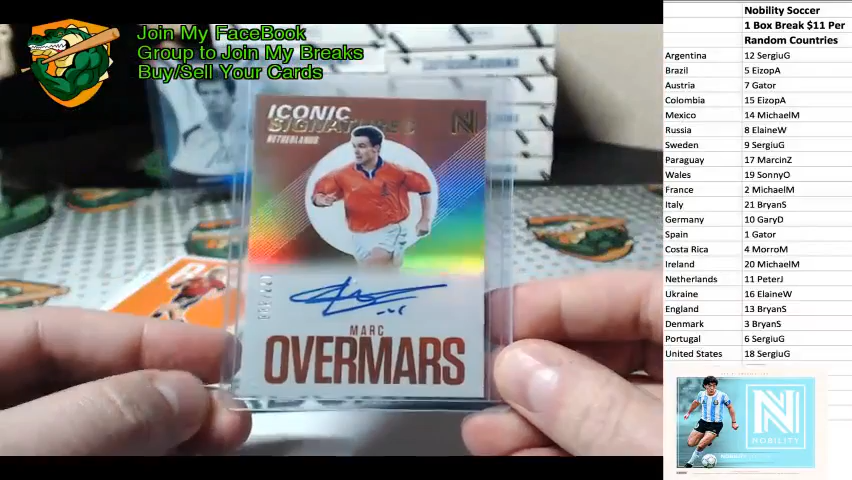 Join My FaceBook
Group to Join My Breaks
Buy/Sell Your Cards
ICONIC
SIGNATURES
NETHERLANDS
N
MARC
OVERMARS
Nobility Soccer
1 Box Break $11 Per
Random Countries
Argentina 12 SergiuG
Brazil 5 EizopA
Austria 7 Gator
Colombia 15 EizopA
Mexico 14 MichaelM
Russia 8 ElaineW
Sweden 9 SergiuG
Paraguay 17 MarcinZ
Wales 19 SonnyO
France 2 MichaelM
Italy 21 BryanS
Germany 10 GaryD
Spain 1 Gator
Costa Rica 4 MorroM
Ireland 20 MichaelM
Netherlands 11 PeterJ
Ukraine 16 ElaineW
England 13 BryanS
Denmark 3 BryanS
Portugal 6 SergiuG
United States 18 SergiuG
N
NOBILITY